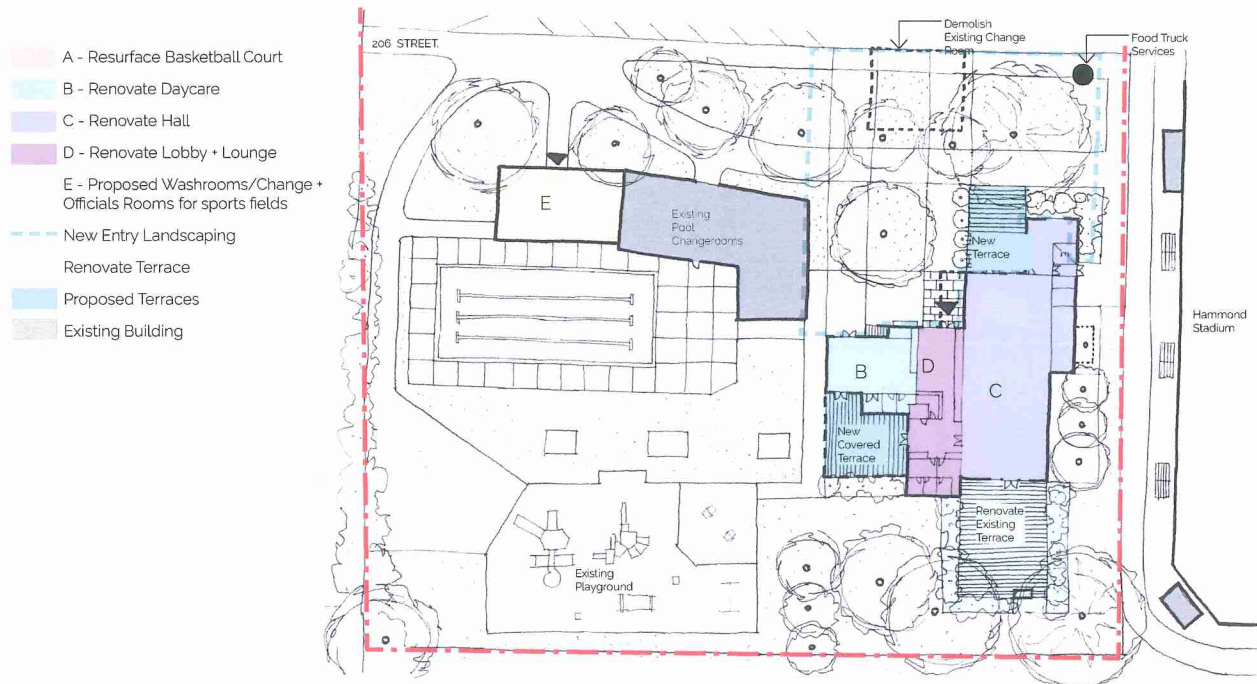 A - Resurface Basketball Court
B - Renovate Daycare
C - Renovate Hall
D - Renovate Lobby + Lounge
E - Proposed Washrooms/Change +
Officials Rooms for sports fields
New Entry Landscaping
Renovate Terrace
Proposed Terraces
Existing Building
206 STREET.
Demolish
Existing Change
Room
Food Truck
Services
E
Existing
Pool
Changerooms
New
Terrace
Hammond
Stadium
B
D
C
New
Covered
Terrace
Renovate
Existing
Terrace
Existing
Playground